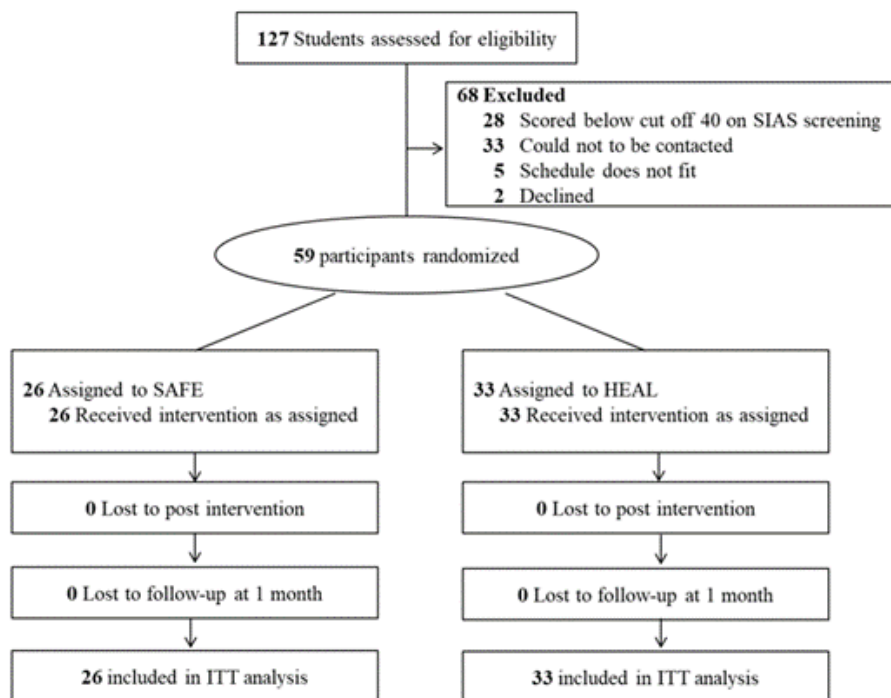 127 Students assessed for eligibility
68 Excluded
28 Scored below cut off 40 on SIAS screening
33 Could not to be contacted
5 Schedule does not fit
2 Declined
59 participants randomized
26 Assigned to SAFE
26 Received intervention as assigned
33 Assigned to HEAL
33 Received intervention as assigned
0 Lost to post intervention
0 Lost to post intervention
0 Lost to follow-up at 1 month
0 Lost to follow-up at 1 month
26 included in ITT analysis
33 included in ITT analysis